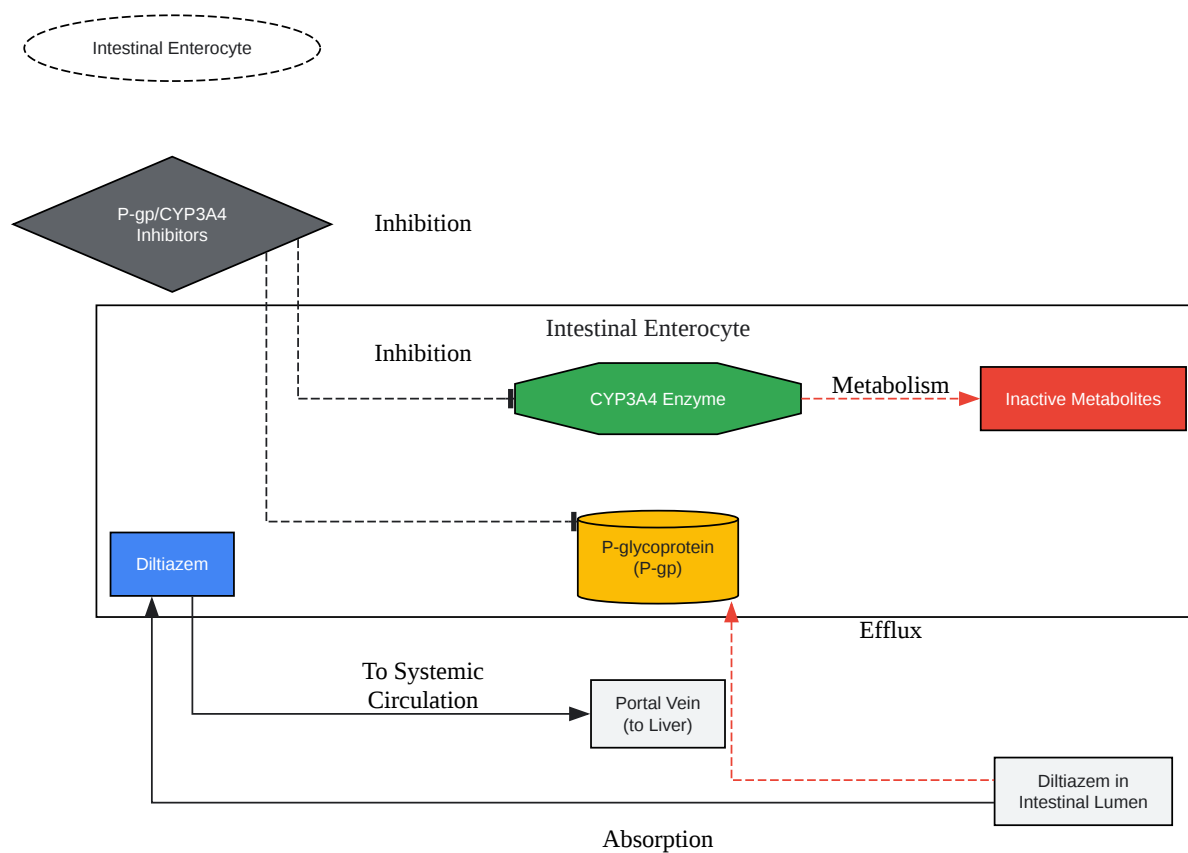 Intestinal Enterocyte
P-gp/CYP3A4
Inhibitors
Inhibition
Intestinal Enterocyte
Inhibition
CYP3A4 Enzyme
Metabolism
Inactive Metabolites
P-glycoprotein
(P-gp)
Diltiazem
Efflux
To Systemic
Circulation
Portal Vein
(to Liver)
Diltiazem in
Intestinal Lumen
Absorption